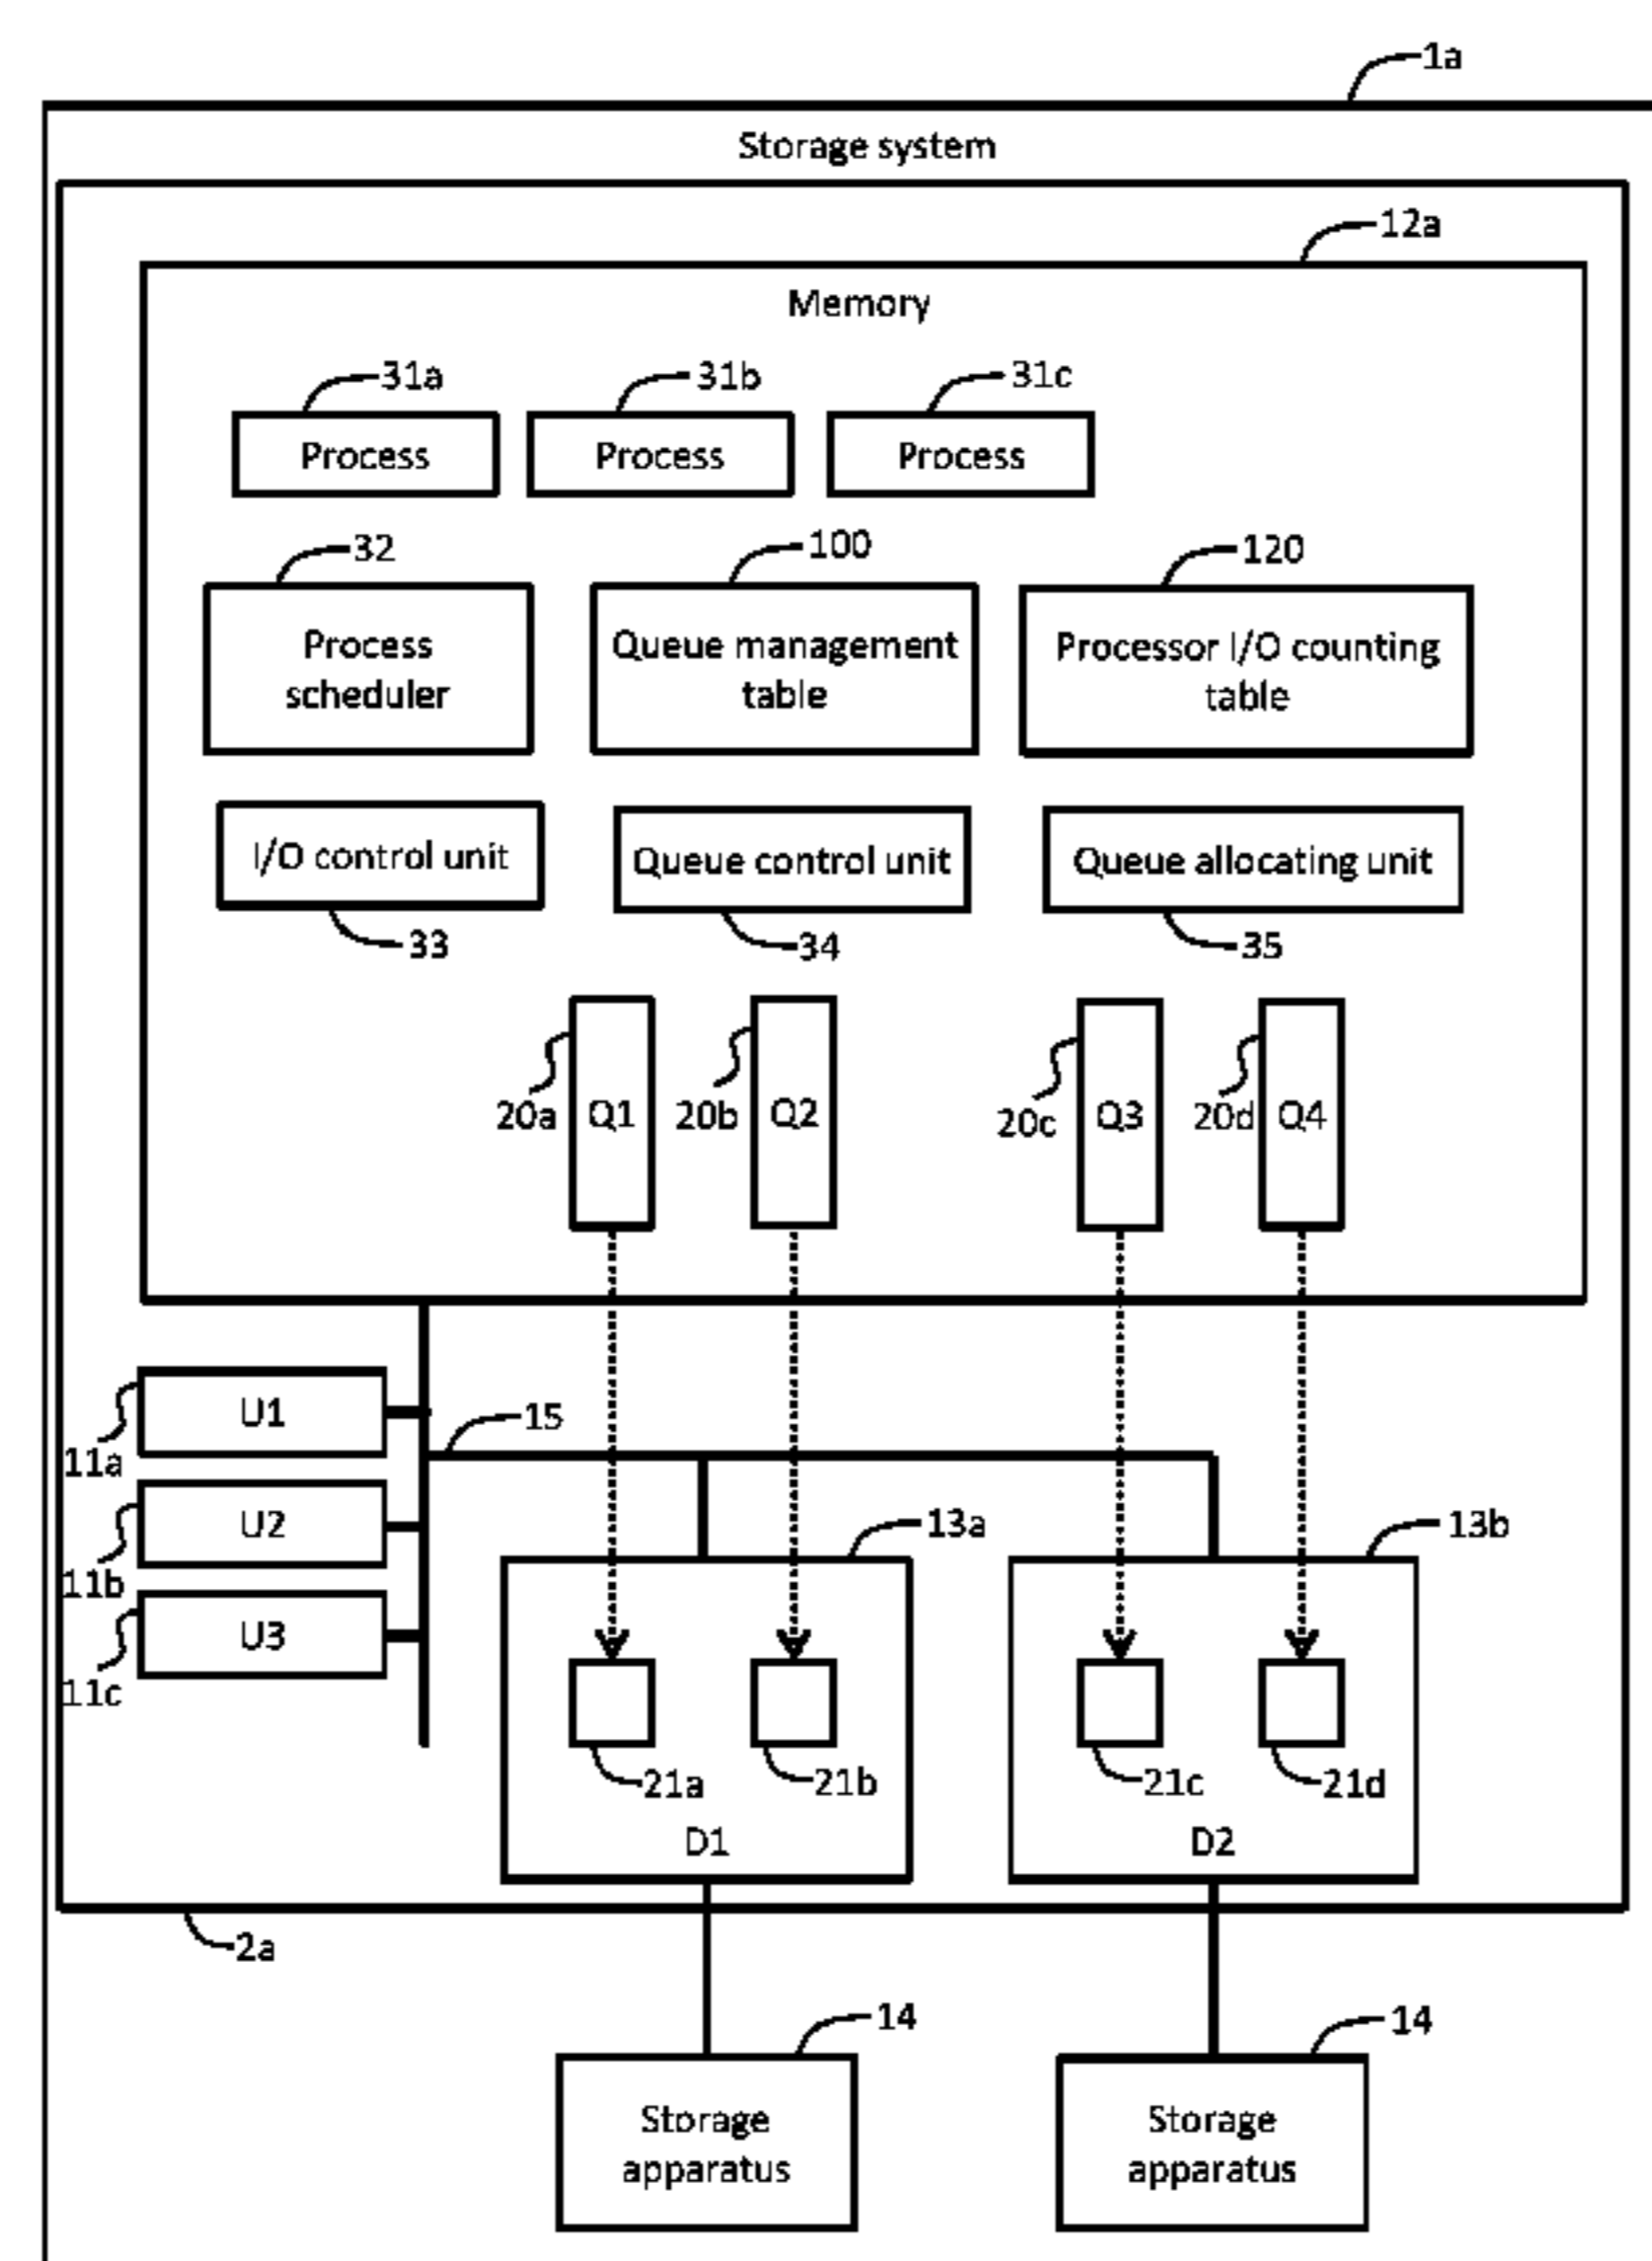 1a
Storage system
12a
Memory
31a
31b
31c
Process
Process
Process
32
100
120
Process
scheduler
Queue management
table
Processor I/O counting
table
I/O control unit
Queue control unit
Queue allocating unit
33
34
35
20a
Q1
20b
Q2
20c
Q3
20d
Q4
U1
11a
15
U2
11b
13a
13b
U3
11c
21a
21b
21c
21d
D1
D2
2a
14
14
Storage
apparatus
Storage
apparatus